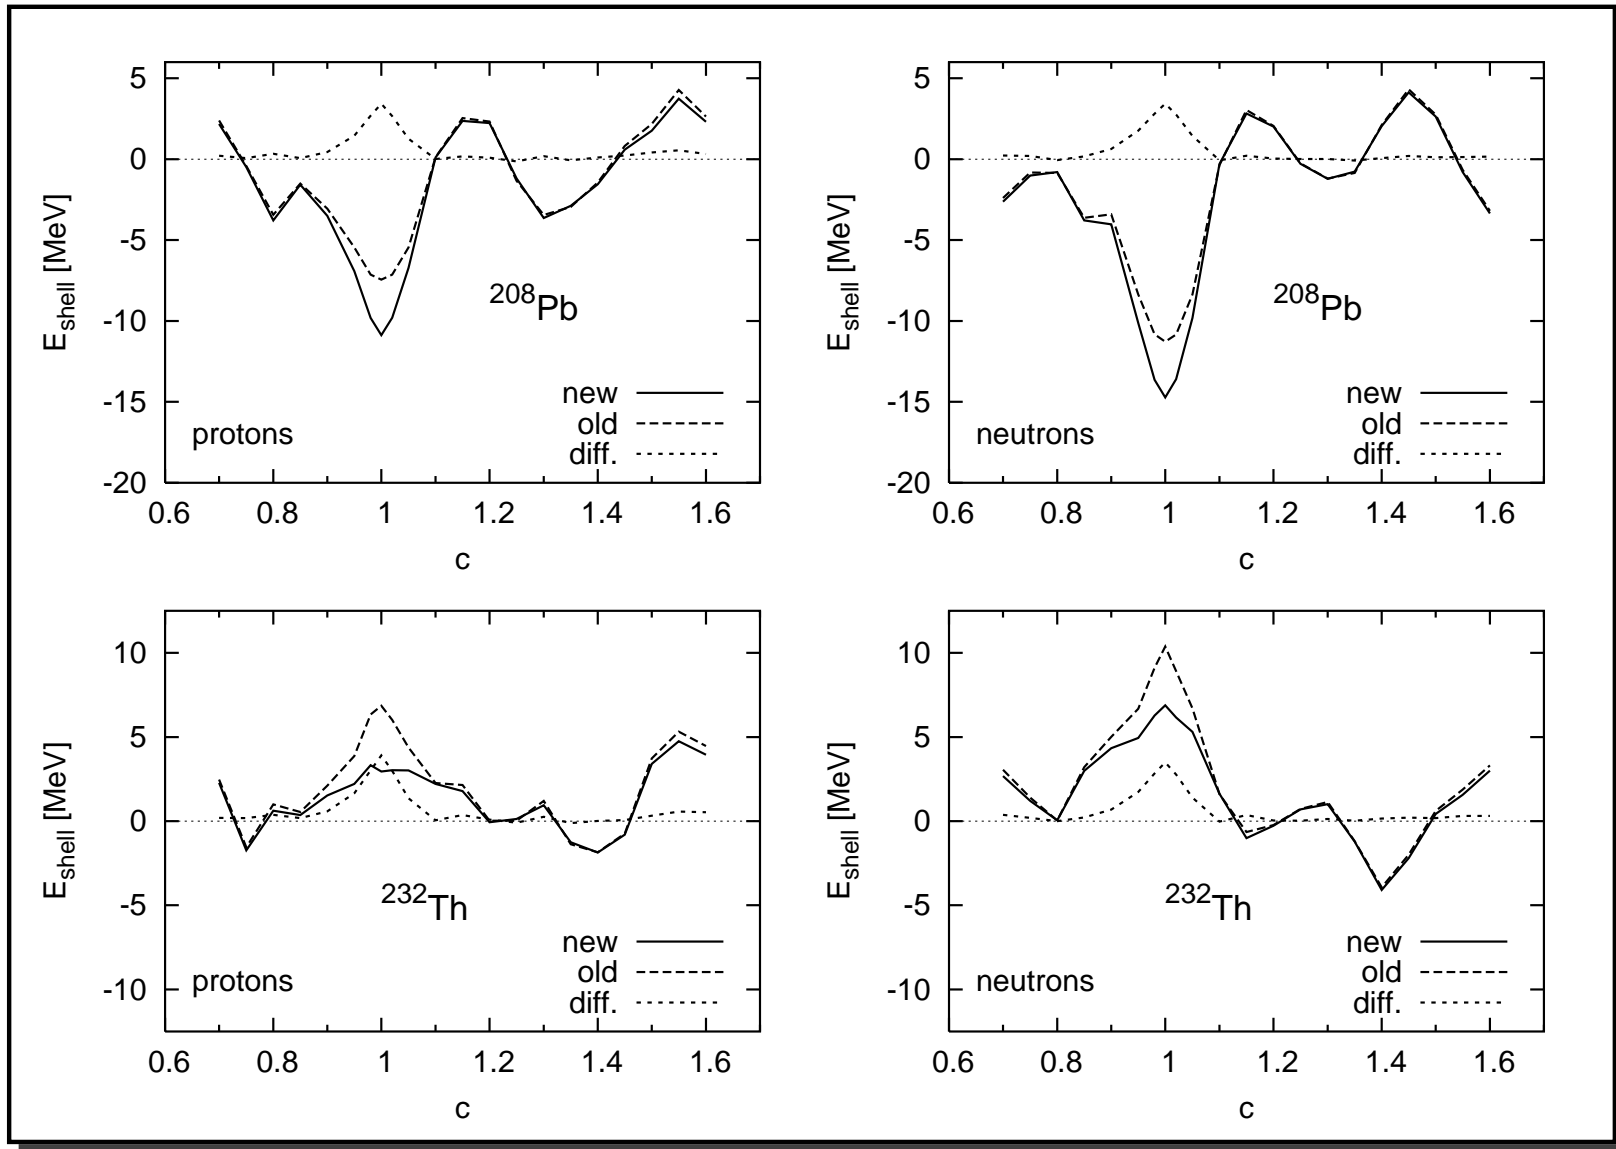 5
0
-5
-10
-15
-20
E_shell [MeV]
208Pb
new
old
diff.
protons
0.6 0.8 1 1.2 1.4 1.6
c
5
0
-5
-10
-15
-20
E_shell [MeV]
208Pb
new
old
diff.
neutrons
0.6 0.8 1 1.2 1.4 1.6
c
10
5
0
-5
-10
E_shell [MeV]
232Th
new
old
diff.
protons
0.6 0.8 1 1.2 1.4 1.6
c
10
5
0
-5
-10
E_shell [MeV]
232Th
new
old
diff.
neutrons
0.6 0.8 1 1.2 1.4 1.6
c